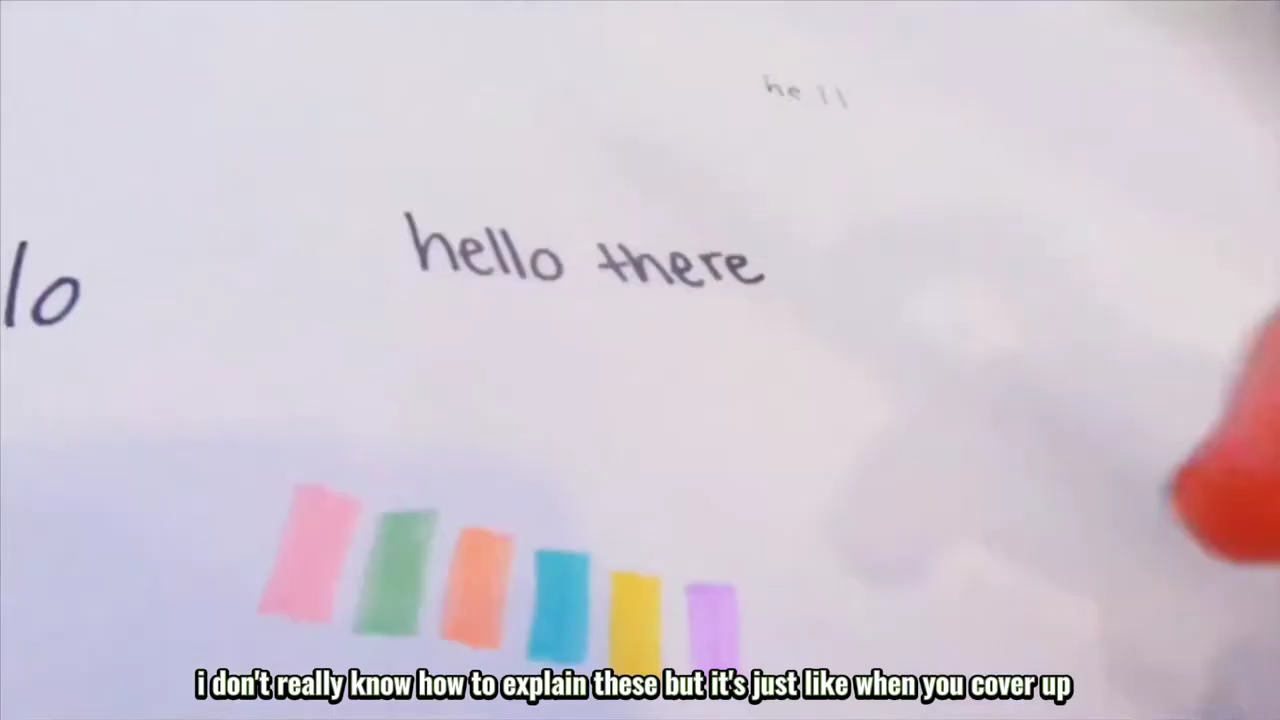 he ll
hello there
lo
i don't really know how to explain these but it's just like when you cover up